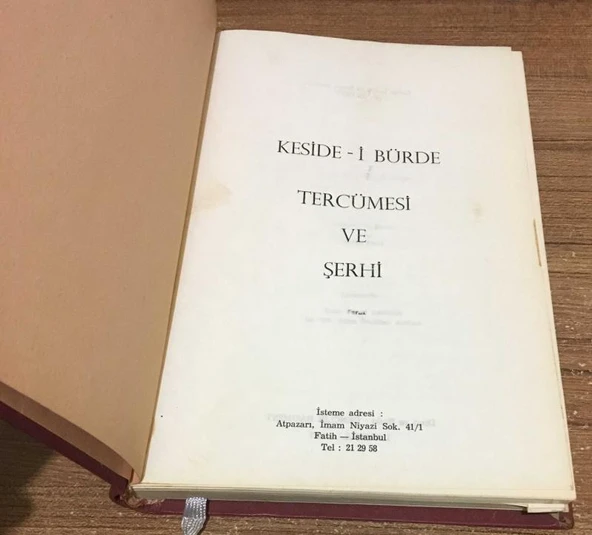 KESİDE - İ BÜRDE
TERCÜMESİ
VE
ŞERHİ
İsteme adresi :
Atpazarı, İmam Niyazi Sok. 41/1
Fatih — İstanbul
Tel : 21 29 58